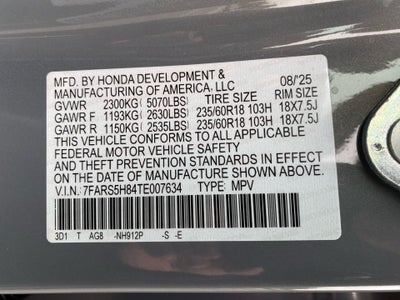 MFD. BY HONDA DEVELOPMENT &
MANUFACTURING OF AMERICA, LLC 08/25
GVWR 2300KG (5070LBS) TIRE SIZE RIM SIZE
GAWR F 1193KG (2630LBS) 235/60R18 103H 18X7.5J
GAWR R 1150KG (2535LBS) 235/60R18 103H 18X7.5J
THIS VEHICLE CONFORMS TO ALL APPLICABLE
FEDERAL MOTOR VEHICLE SAFETY
AND THEFT PREVENTION STANDARDS IN EFFECT
ON THE DATE OF MANUFACTURE SHOWN ABOVE.
V.I.N.: 7FARS5H84TE007634 TYPE: MPV
3D1 T AG8 -NH912P -S -E